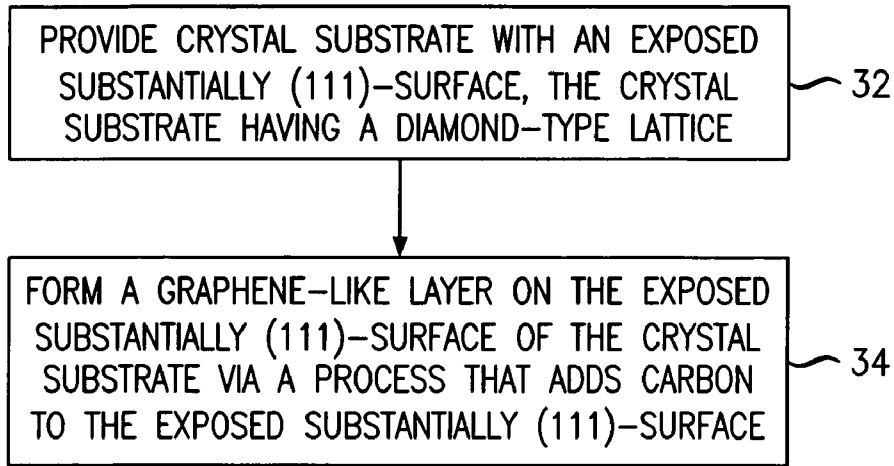 PROVIDE CRYSTAL SUBSTRATE WITH AN EXPOSED
SUBSTANTIALLY (111)-SURFACE, THE CRYSTAL
SUBSTRATE HAVING A DIAMOND-TYPE LATTICE
32
FORM A GRAPHENE-LIKE LAYER ON THE EXPOSED
SUBSTANTIALLY (111)-SURFACE OF THE CRYSTAL
SUBSTRATE VIA A PROCESS THAT ADDS CARBON
TO THE EXPOSED SUBSTANTIALLY (111)-SURFACE
34